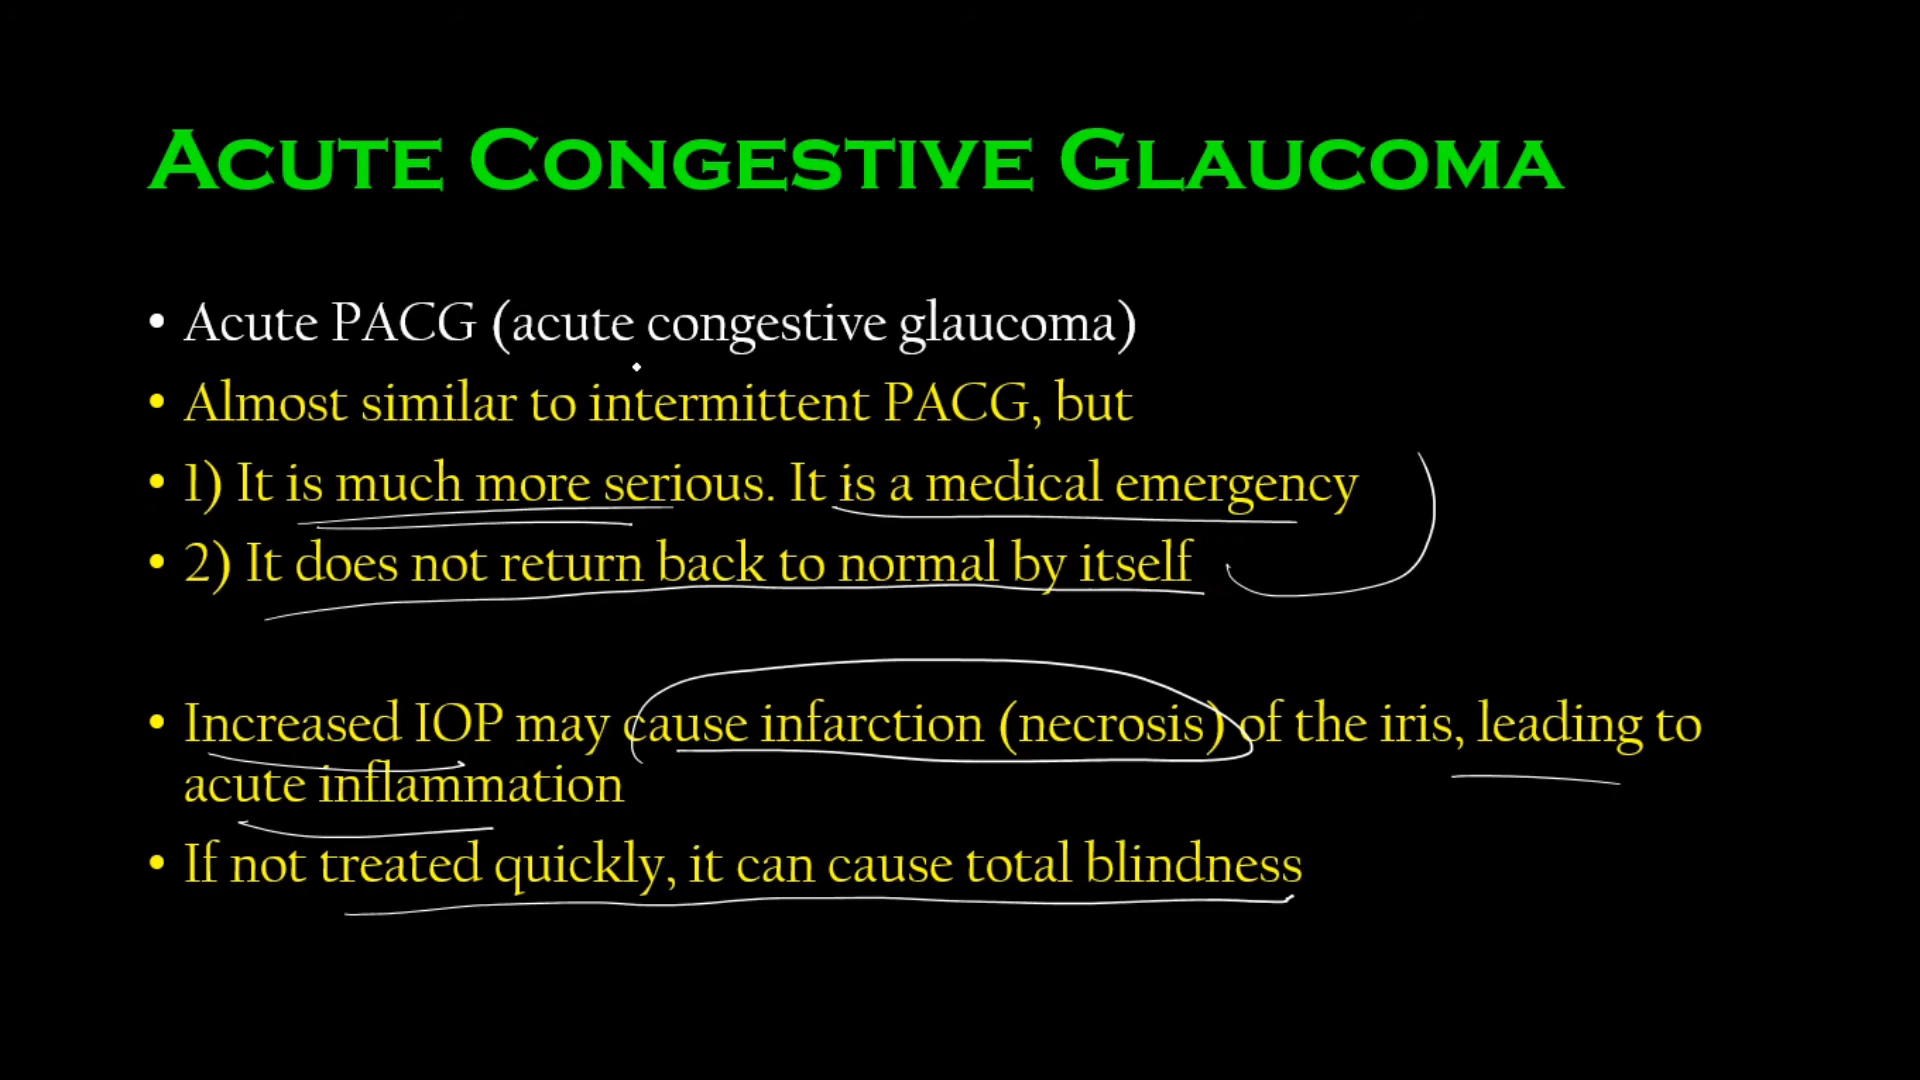 ACUTE CONGESTIVE GLAUCOMA
• Acute PACG (acute congestive glaucoma)
• Almost similar to intermittent PACG, but
• 1) It is much more serious. It is a medical emergency
• 2) It does not return back to normal by itself
• Increased IOP may cause infarction (necrosis) of the iris, leading to
acute inflammation
• If not treated quickly, it can cause total blindness